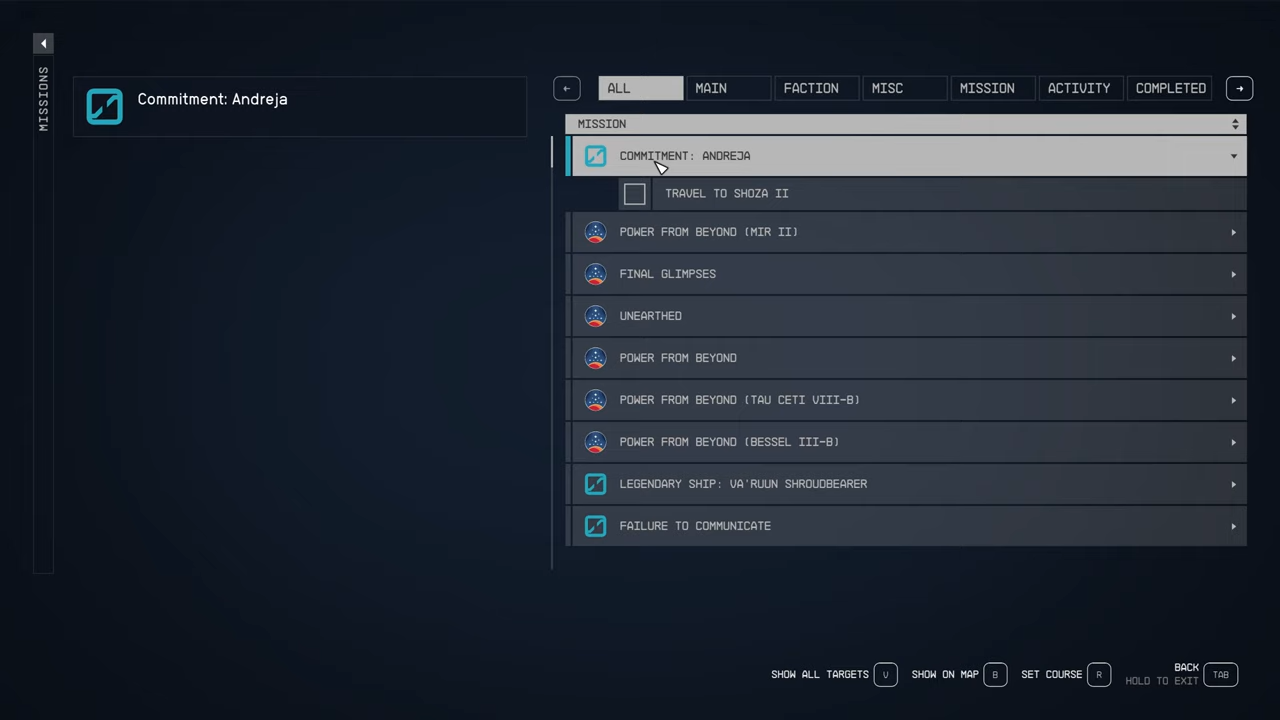 MISSIONS
Commitment: Andreja
ALL
MAIN
FACTION
MISC
MISSION
ACTIVITY
COMPLETED
MISSION
COMMITMENT: ANDREJA
TRAVEL TO SHOZA II
POWER FROM BEYOND (MIR II)
FINAL GLIMPSES
UNEARTHED
POWER FROM BEYOND
POWER FROM BEYOND (TAU CETI VIII-B)
POWER FROM BEYOND (BESSEL III-B)
LEGENDARY SHIP: VA'RUUN SHROUDBEARER
FAILURE TO COMMUNICATE
SHOW ALL TARGETS V
SHOW ON MAP B
SET COURSE R
BACK
HOLD TO EXIT TAB